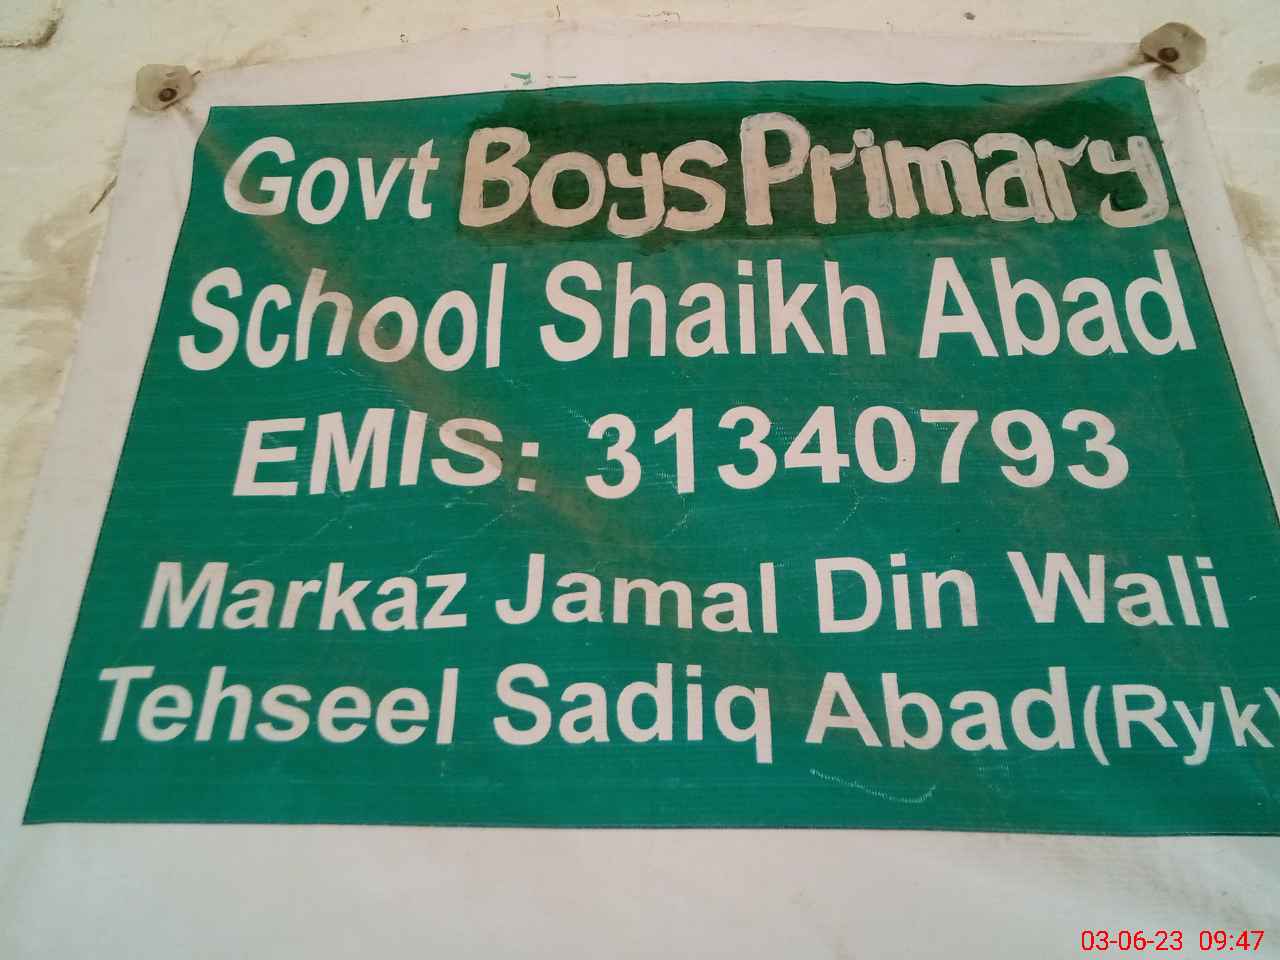 Govt Boys Primary
School Shaikh Abad
EMIS: 31340793
Markaz Jamal Din Wali
Tehseel Sadiq Abad(Ryk)
03-06-23 09:47